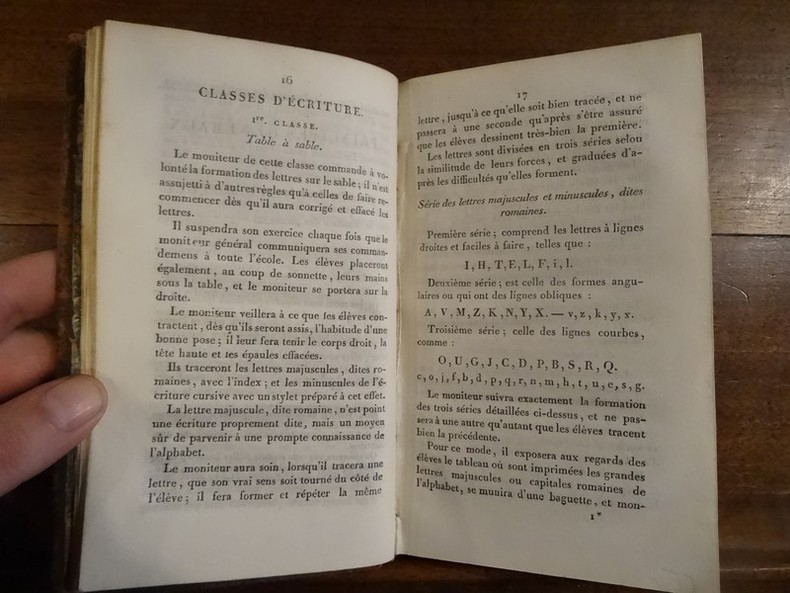 16
CLASSES D'ÉCRITURE.
1re. CLASSE.
Table à sable.
Le moniteur de cette classe commande à vo-
lonté la formation des lettres sur le sable; il n'est
assujetti à d'autres règles qu'à celles de faire re-
commencer dès qu'il aura corrigé et effacé les
lettres.
Il suspendra son exercice chaque fois que le
moniteur général communiquera ses comman-
demens à toute l'école. Les élèves placeront
également, au coup de sonnette, leurs mains
sous la table, et le moniteur se portera sur la
droite.
Le moniteur veillera à ce que les élèves con-
tractent, dès qu'ils seront assis, l'habitude d'une
bonne pose; il leur fera tenir le corps droit, la
tête haute et les épaules effacées.
Ils traceront les lettres majuscules, dites ro-
maines, avec l'index; et les minuscules de l'é-
criture cursive avec un stylet préparé à cet effet.
La lettre majuscule, dite romaine, n'est point
une écriture proprement dite, mais un moyen
sûr de parvenir à une prompte connaissance de
l'alphabet.
Le moniteur aura soin, lorsqu'il tracera une
lettre, que son vrai sens soit tourné du côté de
l'élève; il fera former et répéter la même
17
lettre, jusqu'à ce qu'elle soit bien tracée, et ne
passera à une seconde qu'après s'être assuré
que les élèves dessinent très-bien la première.
Les lettres sont divisées en trois séries selon
la similitude de leurs forces, et graduées d'a-
près les difficultés qu'elles forment.
Série des lettres majuscules et minuscules, dites
romaines.
Première série; comprend les lettres à lignes
droites et faciles à faire, telles que :
I, H, T, E, L, F, i, l.
Deuxième série; est celle des formes angu-
laires ou qui ont des lignes obliques :
A, V, M, Z, K, N, Y, X. — v, z, k, y, x.
Troisième série; celle des lignes courbes,
comme :
O, U, G, J, C, D, P, B, S, R, Q.
c, o, j, f, b, d, p, q, r, n, m, h, t, u, e, s, g.
Le moniteur suivra exactement la formation
des trois séries détaillées ci-dessus, et ne pas-
sera à une autre qu'autant que les élèves tracent
bien la précédente.
Pour ce mode, il exposera aux regards des
élèves le tableau où sont imprimées les grandes
lettres majuscules ou capitales romaines de
l'alphabet, se munira d'une baguette, et mon-
1*